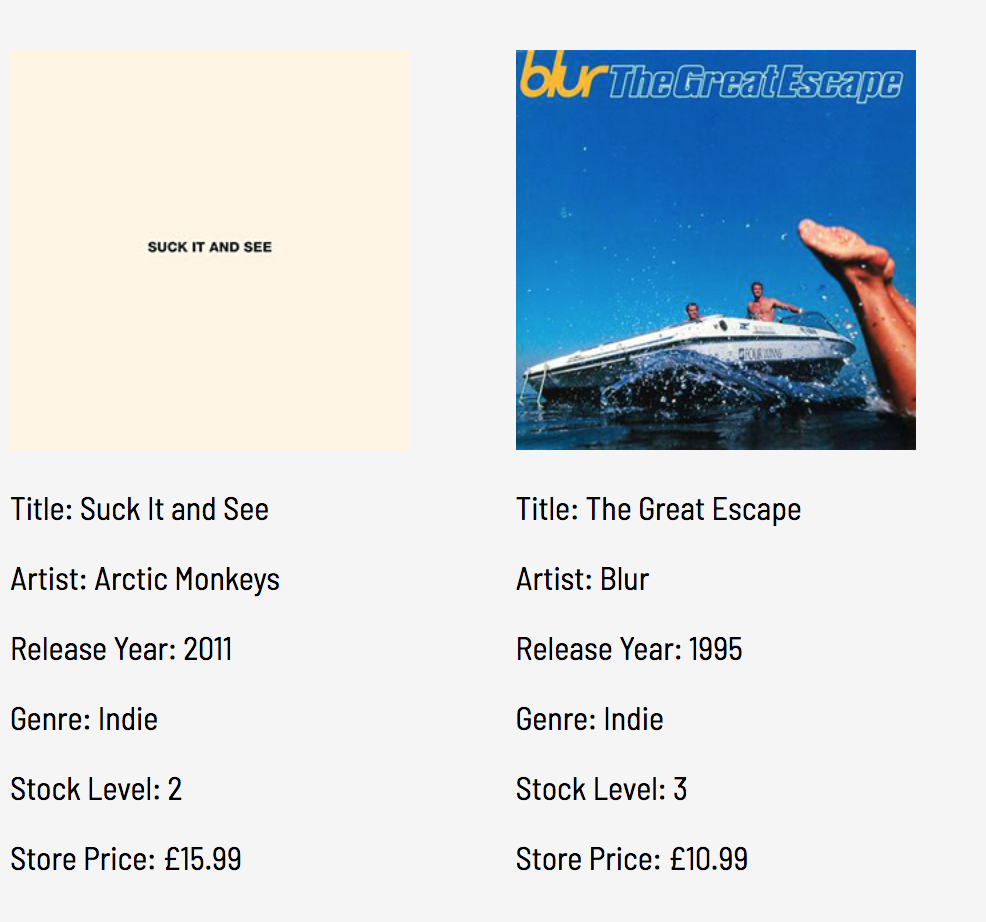 SUCK IT AND SEE
blur The Great Escape
FOUR WINNS
Title: Suck It and See
Artist: Arctic Monkeys
Release Year: 2011
Genre: Indie
Stock Level: 2
Store Price: £15.99
Title: The Great Escape
Artist: Blur
Release Year: 1995
Genre: Indie
Stock Level: 3
Store Price: £10.99